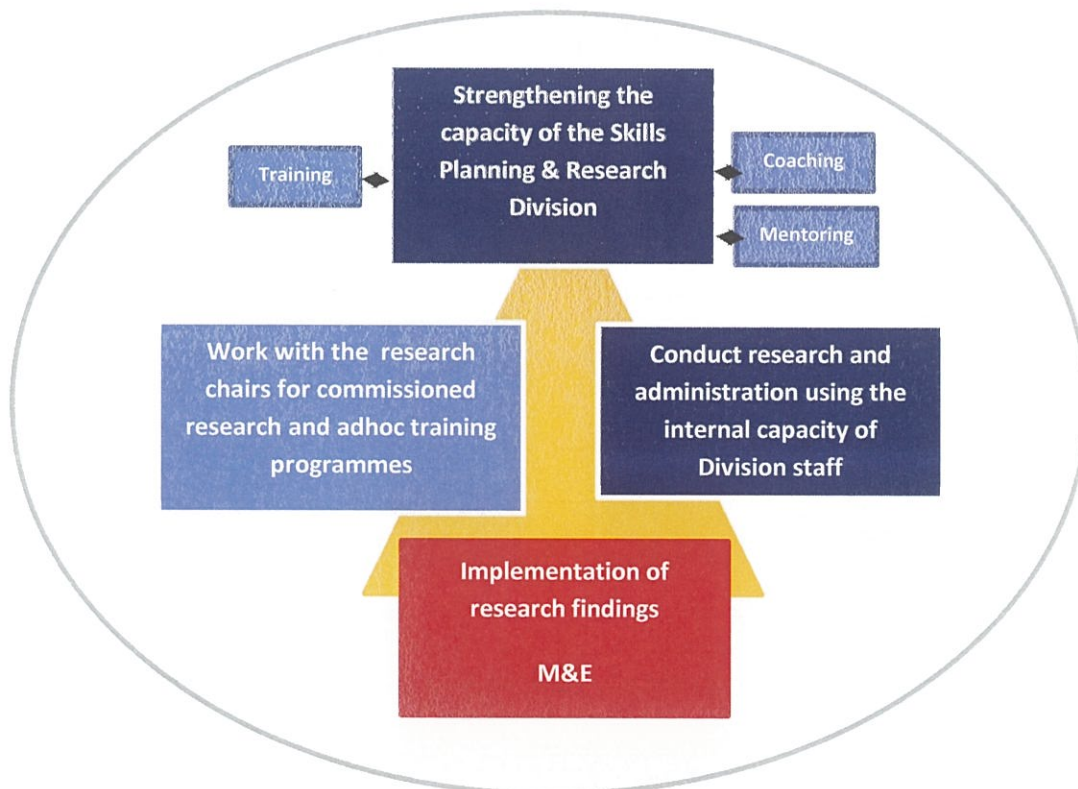 Strengthening the
capacity of the Skills
Planning & Research
Division
Training
Coaching
Mentoring
Work with the research
chairs for commissioned
research and adhoc training
programmes
Conduct research and
administration using the
internal capacity of
Division staff
Implementation of
research findings
M&E